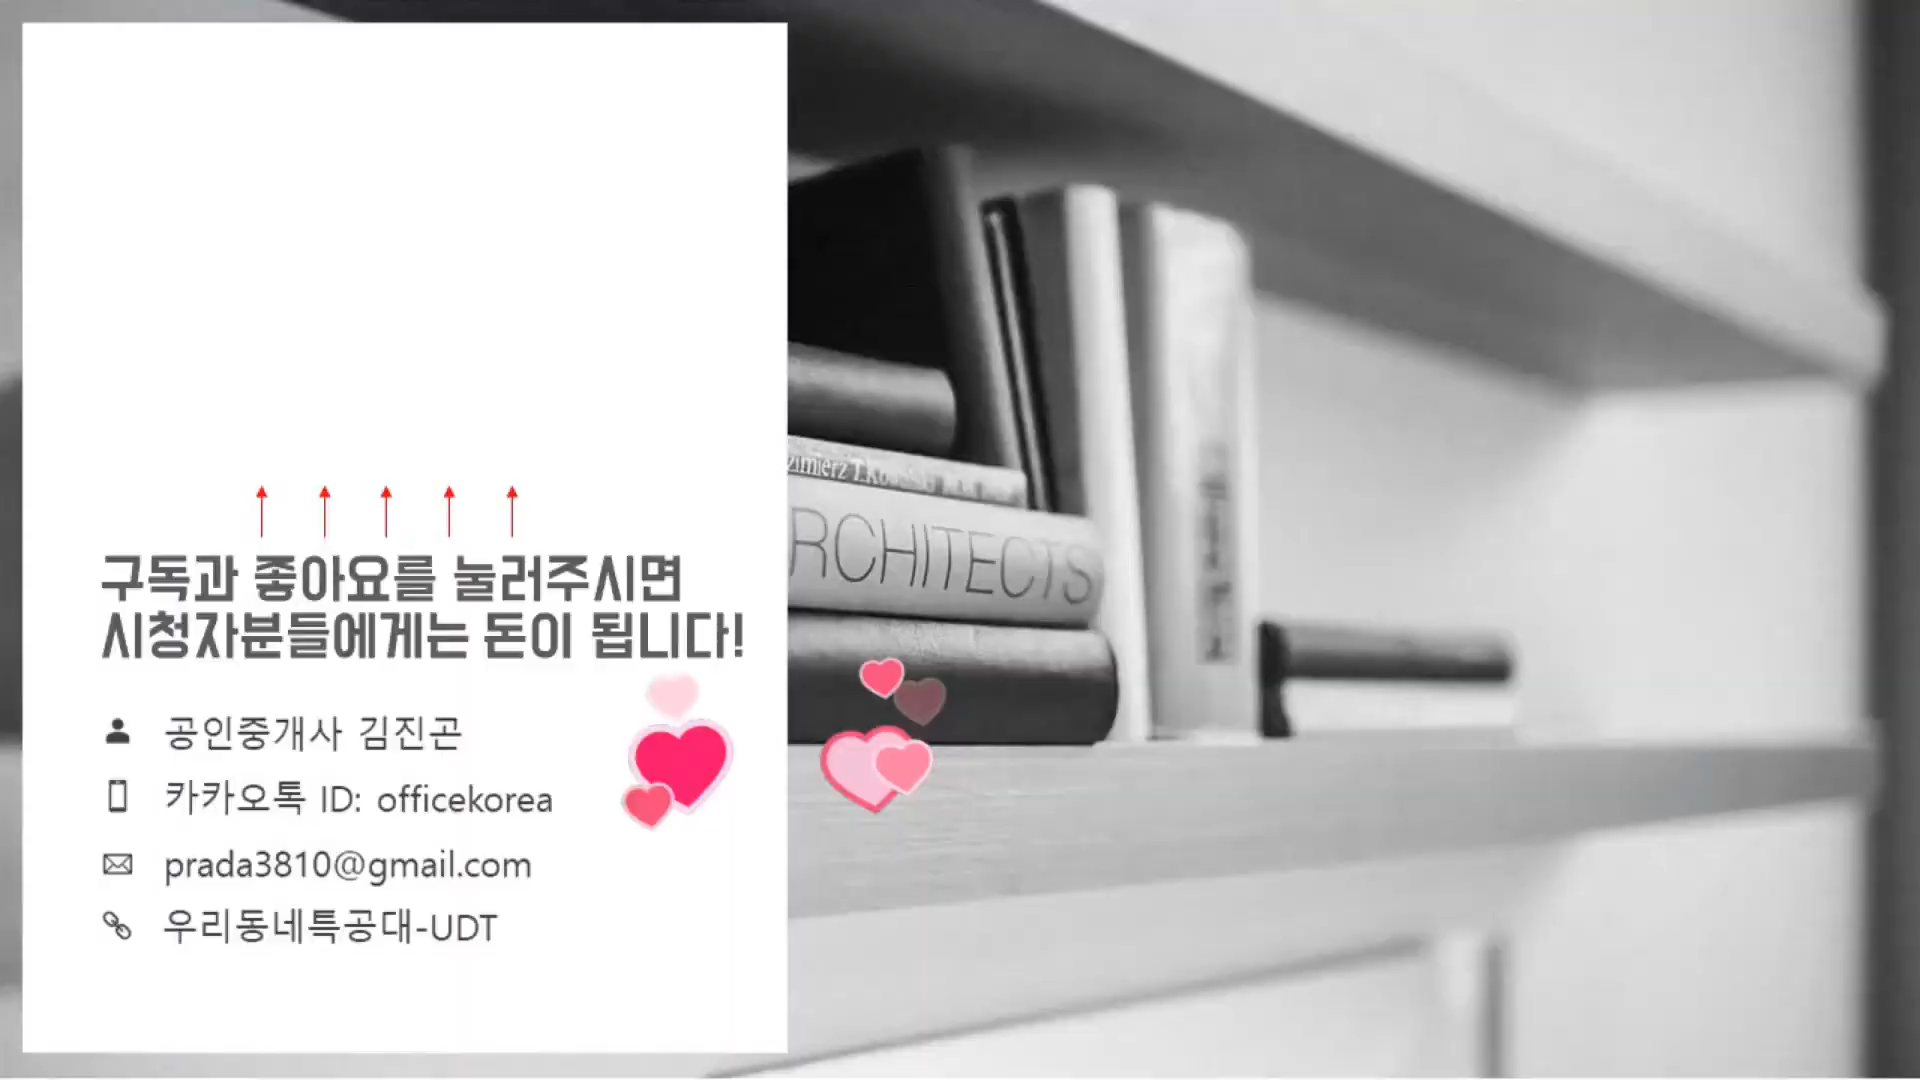 구독과 좋아요를 눌러주시면
시청자분들에게는 돈이 됩니다!
공인중개사 김진곤
카카오톡 ID: officekorea
prada3810@gmail.com
우리동네특공대-UDT
zimierz T.
RCHITECTS